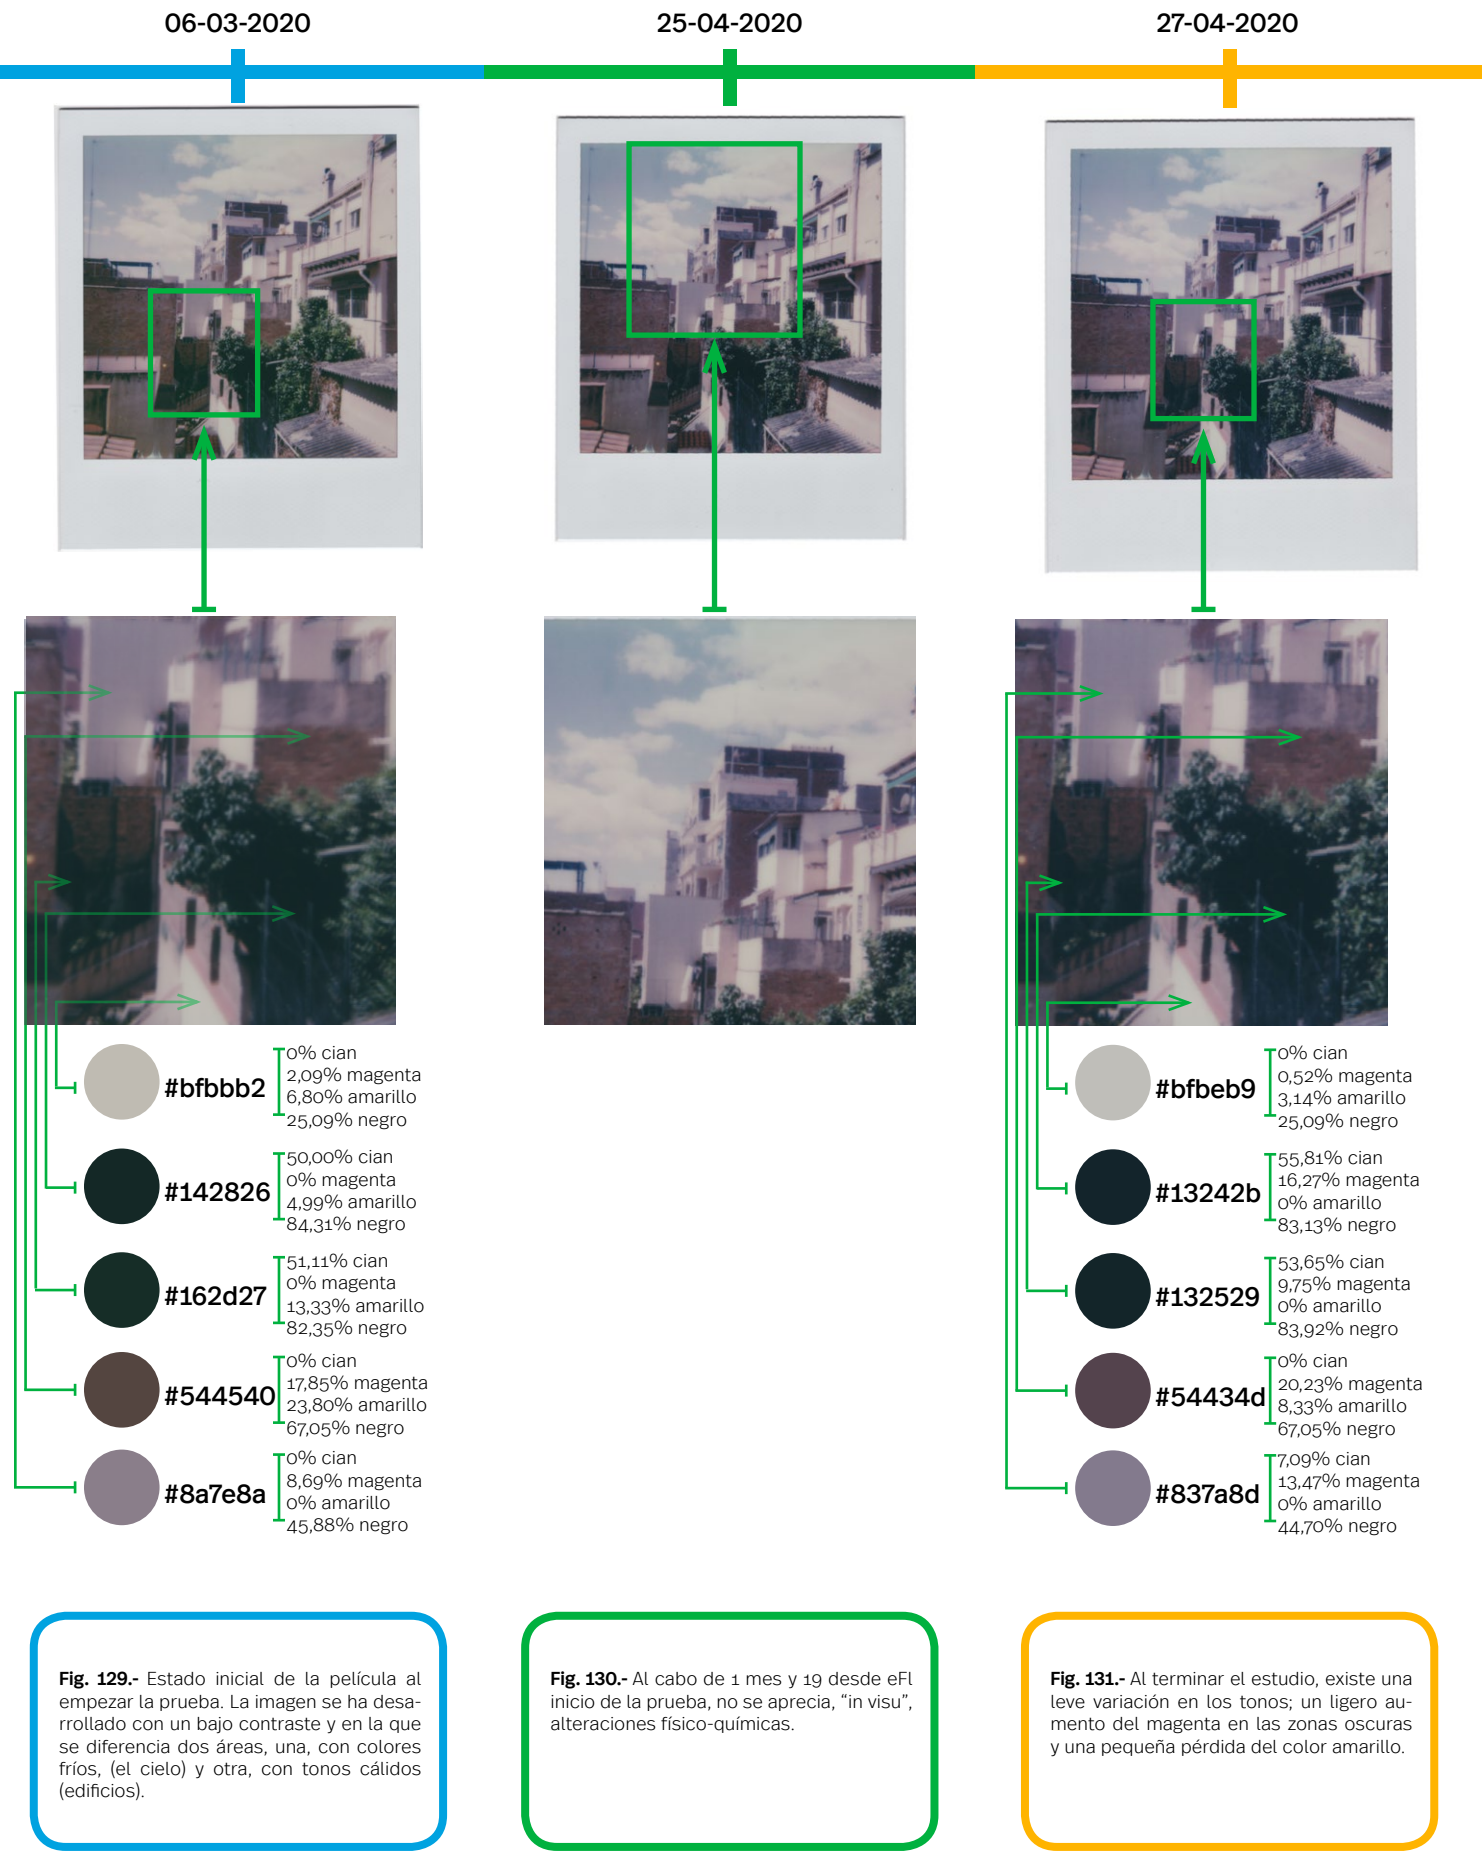 06-03-2020
25-04-2020
27-04-2020
#bfbbb2
0% cian
2,09% magenta
6,80% amarillo
25,09% negro
#142826
50,00% cian
0% magenta
4,99% amarillo
84,31% negro
#162d27
51,11% cian
0% magenta
13,33% amarillo
82,35% negro
#544540
0% cian
17,85% magenta
23,80% amarillo
67,05% negro
#8a7e8a
0% cian
8,69% magenta
0% amarillo
45,88% negro
#bfbeb9
0% cian
0,52% magenta
3,14% amarillo
25,09% negro
#13242b
55,81% cian
16,27% magenta
0% amarillo
83,13% negro
#132529
53,65% cian
9,75% magenta
0% amarillo
83,92% negro
#54434d
0% cian
20,23% magenta
8,33% amarillo
67,05% negro
#837a8d
7,09% cian
13,47% magenta
0% amarillo
44,70% negro
Fig. 129.- Estado inicial de la película al
empezar la prueba. La imagen se ha desa-
rrollado con un bajo contraste y en la que
se diferencia dos áreas, una, con colores
fríos, (el cielo) y otra, con tonos cálidos
(edificios).
Fig. 130.- Al cabo de 1 mes y 19 desde eFl
inicio de la prueba, no se aprecia, “in visu”,
alteraciones físico-químicas.
Fig. 131.- Al terminar el estudio, existe una
leve variación en los tonos; un ligero au-
mento del magenta en las zonas oscuras
y una pequeña pérdida del color amarillo.